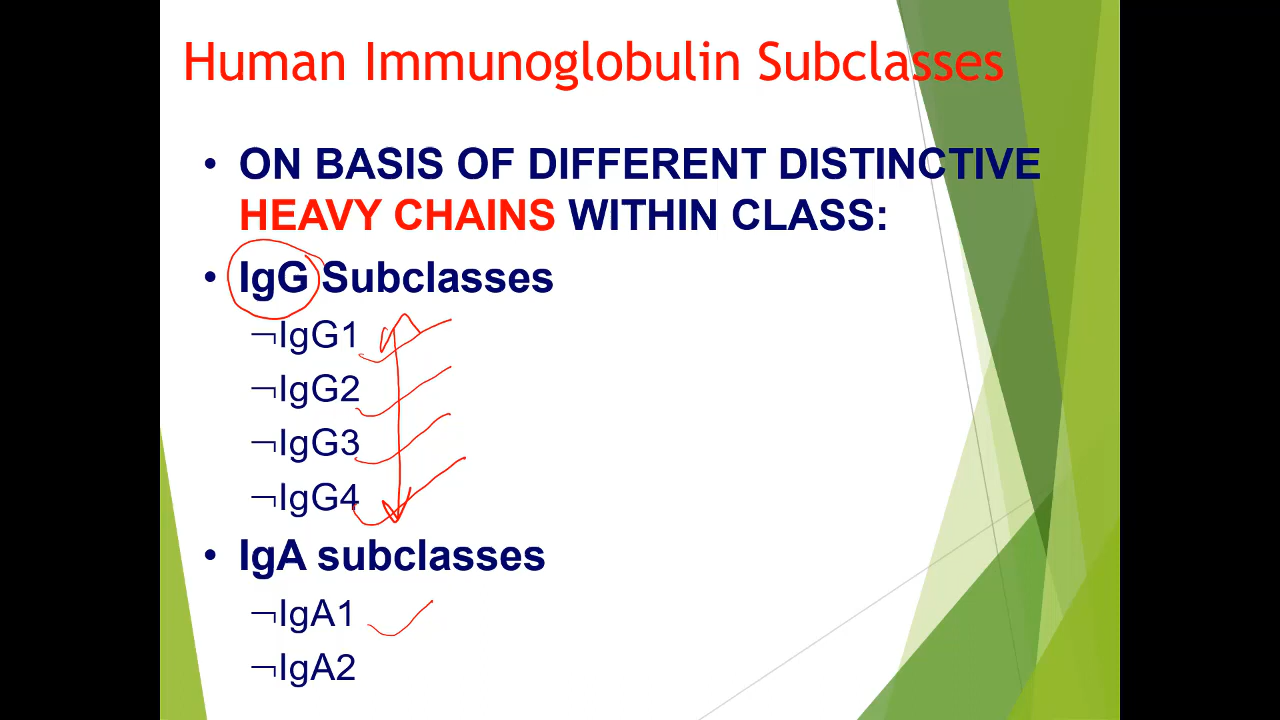 Human Immunoglobulin Subclasses
• ON BASIS OF DIFFERENT DISTINCTIVE
HEAVY CHAINS WITHIN CLASS:
• IgG Subclasses
¬IgG1
¬IgG2
¬IgG3
¬IgG4
• IgA subclasses
¬IgA1
¬IgA2